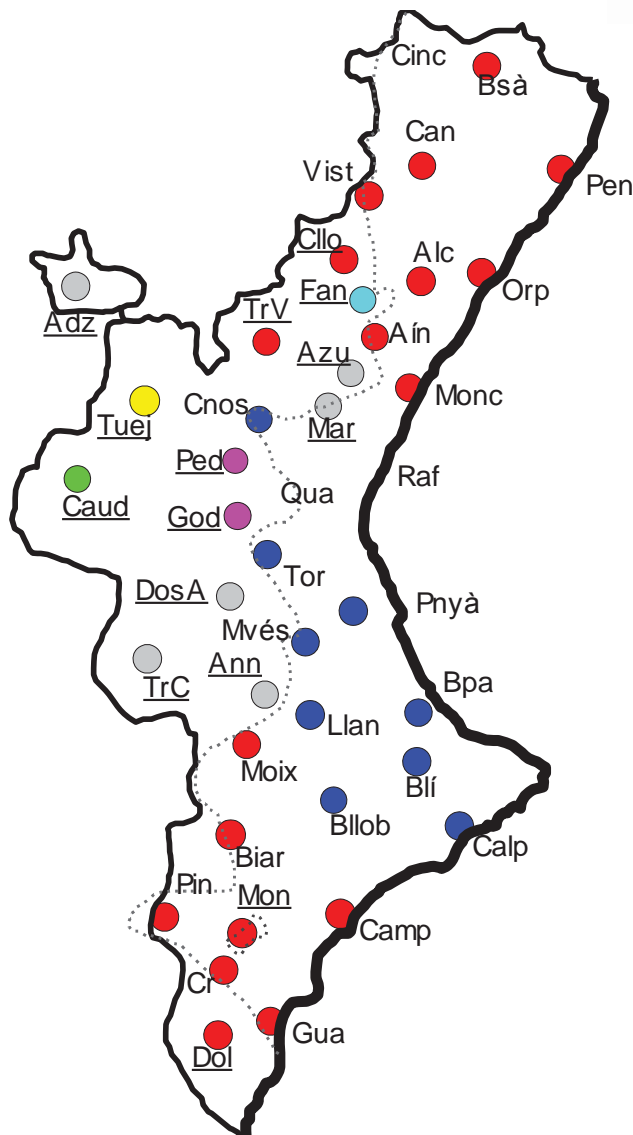 Cinc
Bsà
Can
Pen
Vist
Cllo
Alc
Orp
Adz
Fan
TrV
Aín
Azu
Monc
Tuej
Cnos
Mar
Ped
Qua
Raf
Caud
God
Tor
DosA
Pnyà
Mvés
Ann
TrC
Bpa
Llan
Moix
Blí
Bllob
Calp
Biar
Pin
Mon
Camp
Cr
Gua
Dol